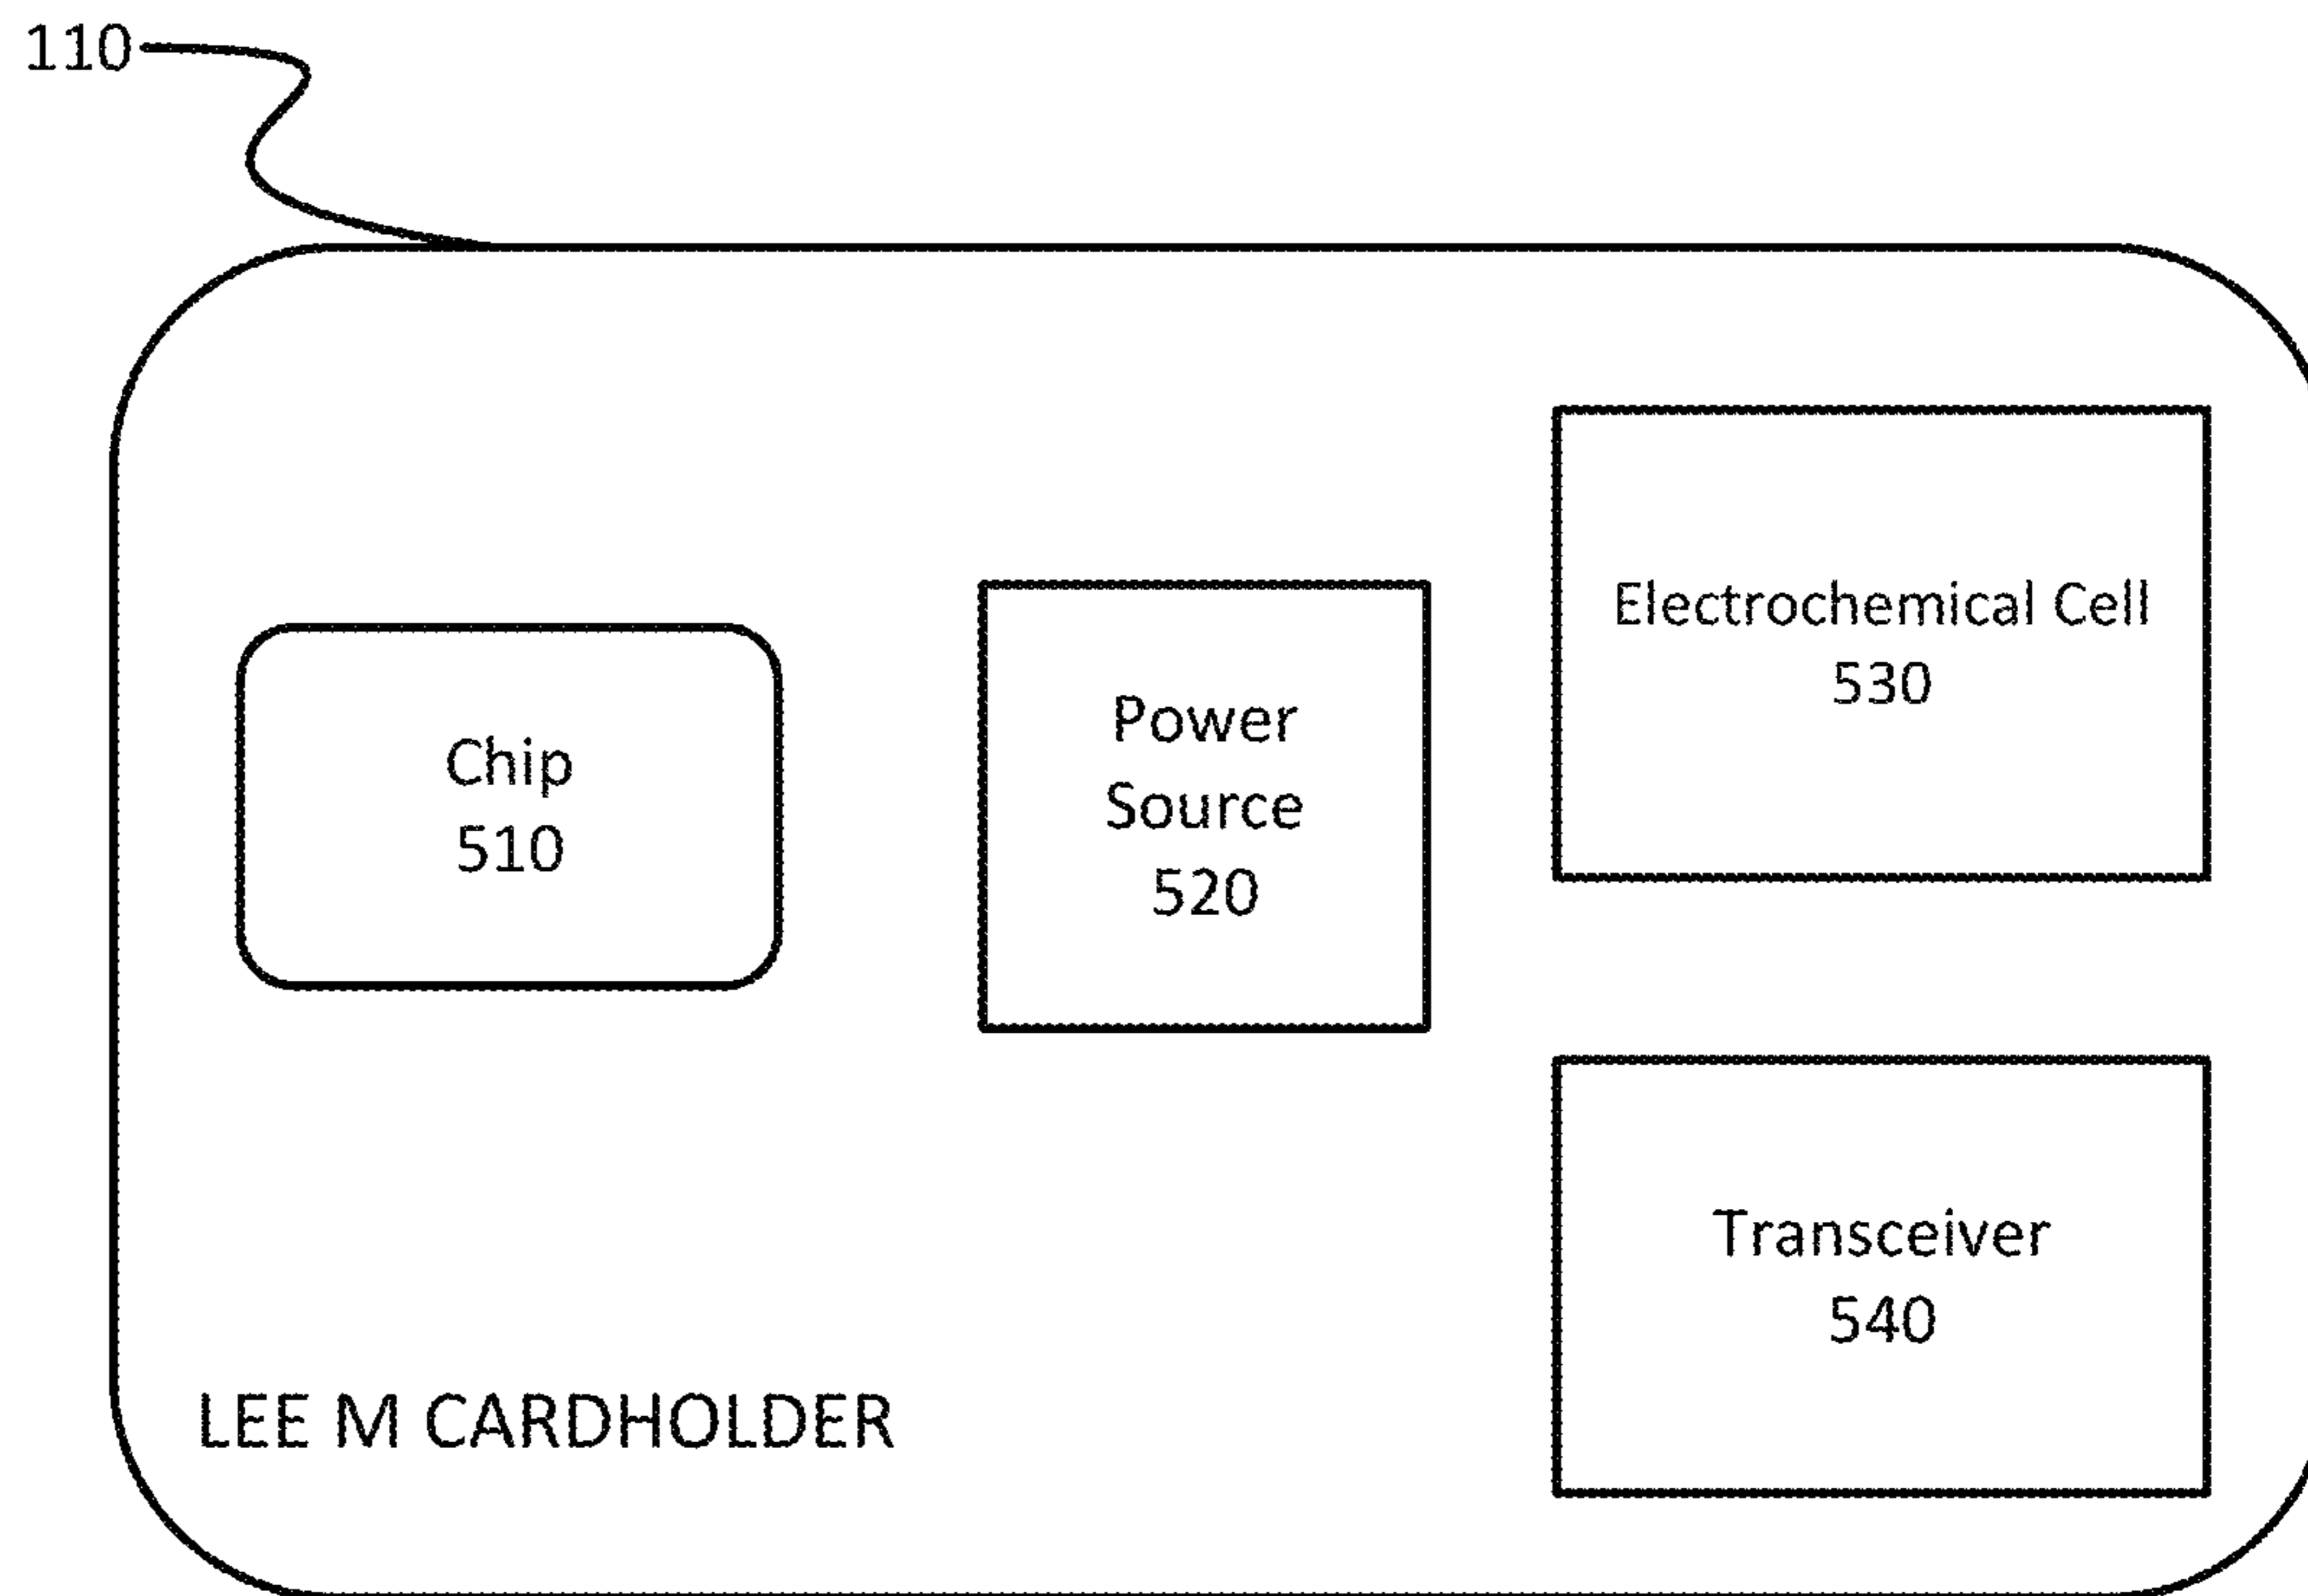 110
Chip
510
Power
Source
520
Electrochemical Cell
530
Transceiver
540
LEE M CARDHOLDER